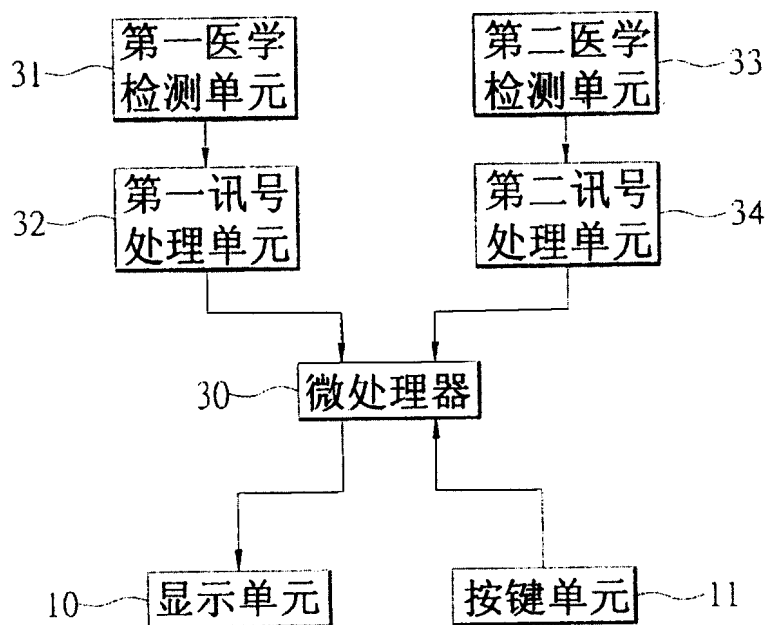 31
第一医学
检测单元
第二医学
检测单元
33
32
第一讯号
处理单元
第二讯号
处理单元
34
30
微处理器
10
显示单元
按键单元
11